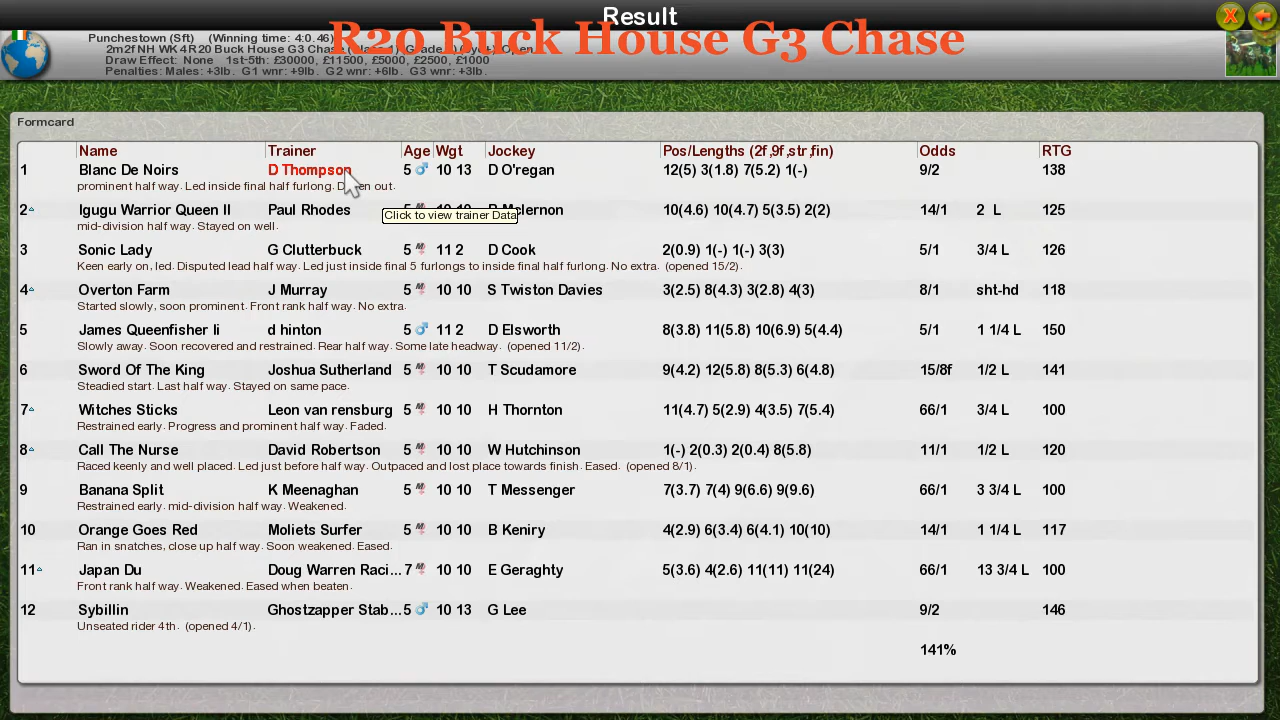 Result
R20 Buck House G3 Chase
Punchestown (Sft) (Winning time: 4:0.46)
2m2f NH WK 4 R20 Buck House G3 Chase
Draw Effect: None 1st-5th: £30000, £11500, £5000, £2500, £1000
Penalties: Males: +3lb. G1 wnr: +9lb. G2 wnr: +6lb. G3 wnr: +3lb.
Formcard
Name Trainer Age Wgt Jockey Pos/Lengths (2f,9f,str,fin) Odds RTG
1 Blanc De Noirs D Thompson 5 10 13 D O'regan 12(5) 3(1.8) 7(5.2) 1(-) 9/2 138
prominent half way. Led inside final half furlong. out.
2 Igugu Warrior Queen II Paul Rhodes 5 10 10 Mclernon 10(4.6) 10(4.7) 5(3.5) 2(2) 14/1 2 L 125
Click to view trainer Data
mid-division half way. Stayed on well.
3 Sonic Lady G Clutterbuck 5 11 2 D Cook 2(0.9) 1(-) 1(-) 3(3) 5/1 3/4 L 126
Keen early on, led. Disputed lead half way. Led just inside final 5 furlongs to inside final half furlong. No extra. (opened 15/2).
4 Overton Farm J Murray 5 10 10 S Twiston Davies 3(2.5) 8(4.3) 3(2.8) 4(3) 8/1 sht-hd 118
Started slowly, soon prominent. Front rank half way. No extra.
5 James Queenfisher Ii d hinton 5 11 2 D Elsworth 8(3.8) 11(5.8) 10(6.9) 5(4.4) 5/1 1 1/4 L 150
Slowly away. Soon recovered and restrained. Rear half way. Some late headway. (opened 11/2).
6 Sword Of The King Joshua Sutherland 5 10 10 T Scudamore 9(4.2) 12(5.8) 8(5.3) 6(4.8) 15/8f 1/2 L 141
Steadied start. Last half way. Stayed on same pace.
7 Witches Sticks Leon van rensburg 5 10 10 H Thornton 11(4.7) 5(2.9) 4(3.5) 7(5.4) 66/1 3/4 L 100
Restrained early. Progress and prominent half way. Faded.
8 Call The Nurse David Robertson 5 10 10 W Hutchinson 1(-) 2(0.3) 2(0.4) 8(5.8) 11/1 1/2 L 120
Raced keenly and well placed. Led just before half way. Outpaced and lost place towards finish. Eased. (opened 8/1).
9 Banana Split K Meenaghan 5 10 10 T Messenger 7(3.7) 7(4) 9(6.6) 9(9.6) 66/1 3 3/4 L 100
Restrained early. mid-division half way. Weakened.
10 Orange Goes Red Moliets Surfer 5 10 10 B Keniry 4(2.9) 6(3.4) 6(4.1) 10(10) 14/1 1 1/4 L 117
Ran in snatches, close up half way. Soon weakened. Eased.
11 Japan Du Doug Warren Raci... 7 10 10 E Geraghty 5(3.6) 4(2.6) 11(11) 11(24) 66/1 13 3/4 L 100
Front rank half way. Weakened. Eased when beaten.
12 Sybillin Ghostzapper Stab... 5 10 13 G Lee 9/2 146
Unseated rider 4th. (opened 4/1).
141%